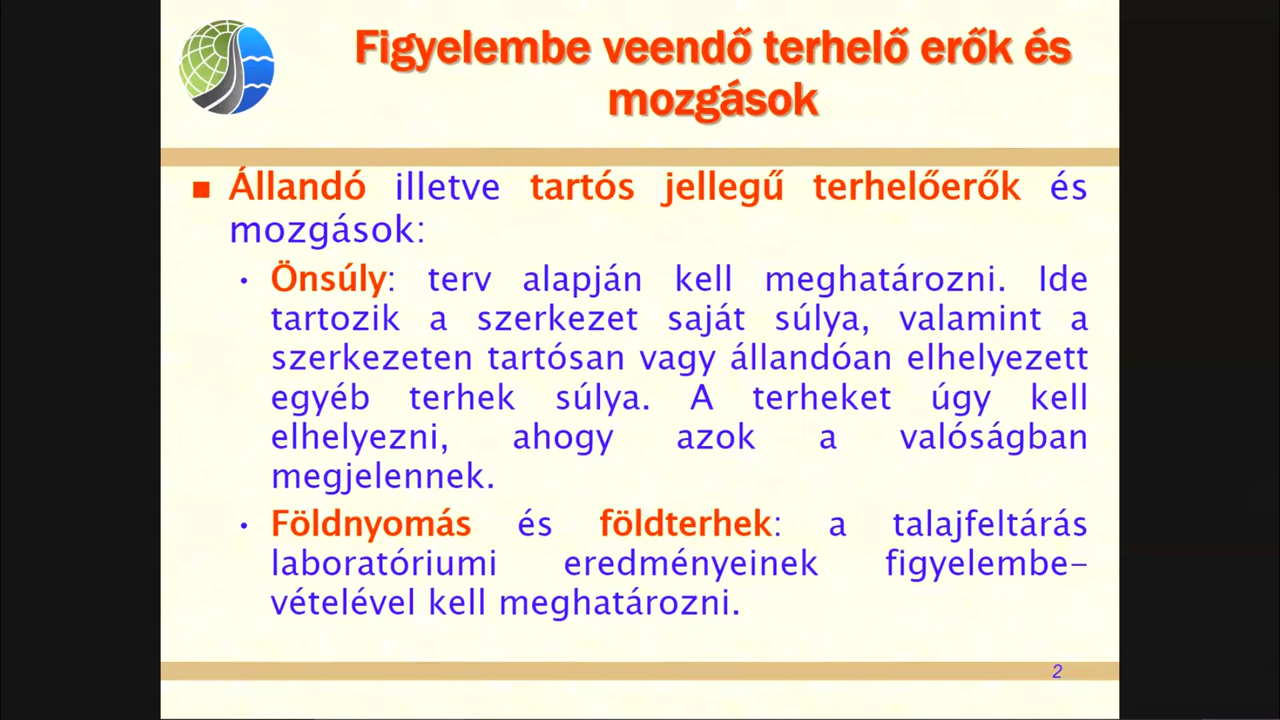 Figyelembe veendő terhelő erők és
mozgások
Állandó illetve tartós jellegű terhelőerők és
mozgások:
Önsúly: terv alapján kell meghatározni. Ide
tartozik a szerkezet saját súlya, valamint a
szerkezeten tartósan vagy állandóan elhelyezett
egyéb terhek súlya. A terheket úgy kell
elhelyezni, ahogy azok a valóságban
megjelennek.
Földnyomás és földterhek: a talajfeltárás
laboratóriumi eredményeinek figyelembe-
vételével kell meghatározni.
2